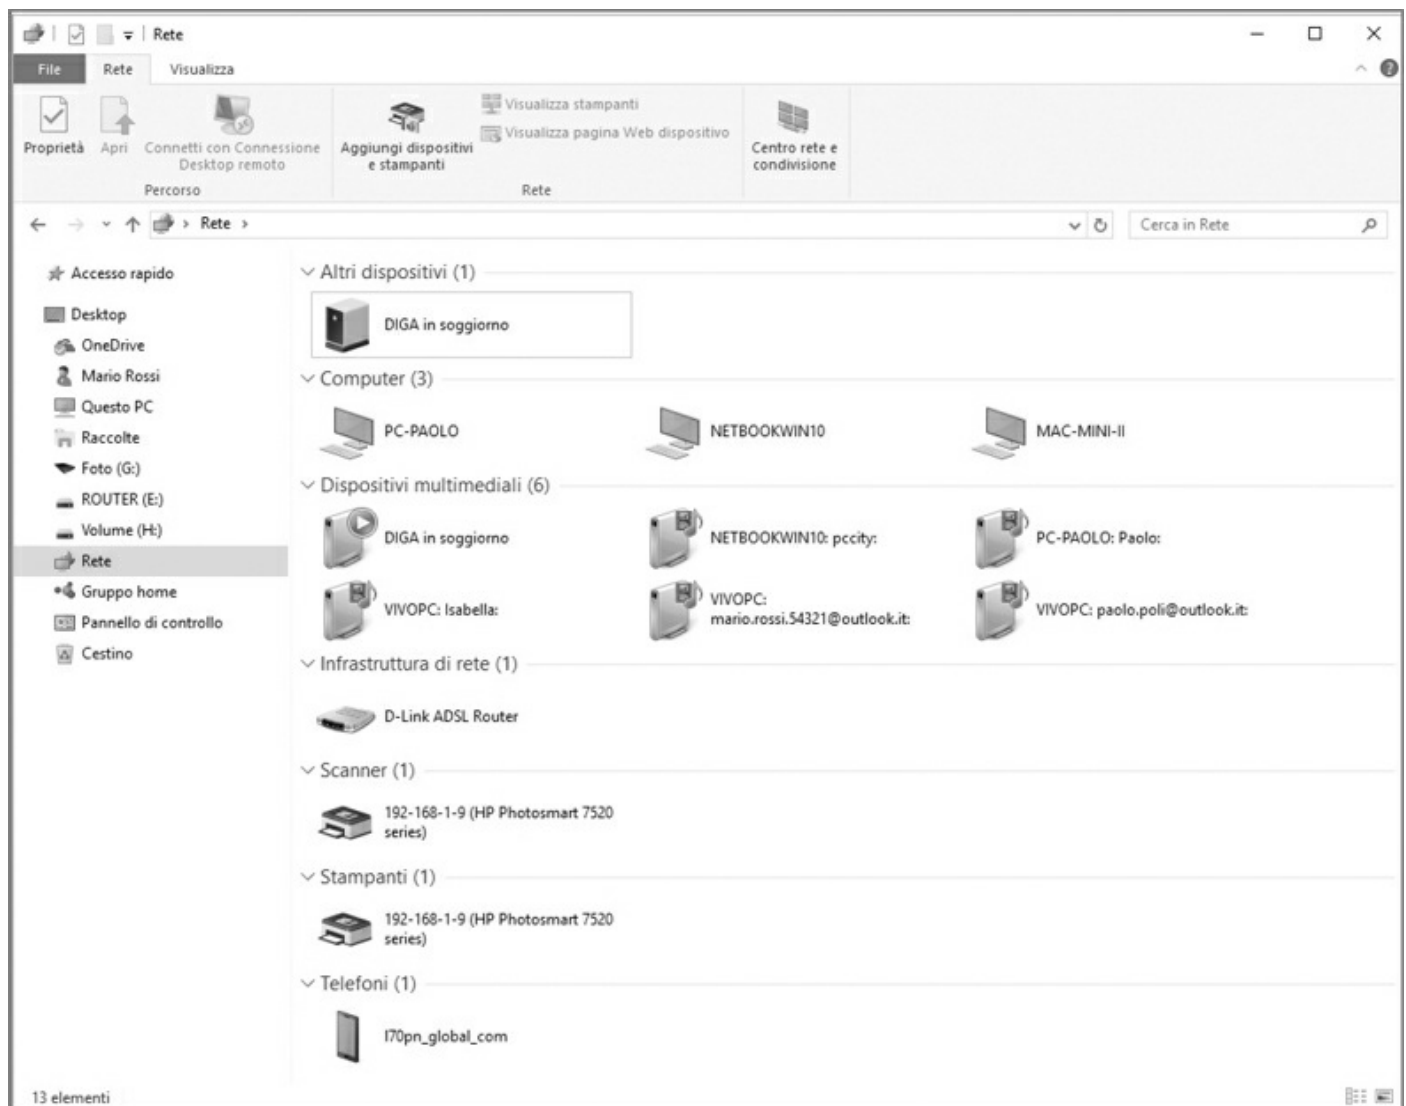 Rete
File Rete Visualizza
Proprietà
Apri
Connetti con Connessione
Desktop remoto
Percorso
Aggiungi dispositivi
e stampanti
Visualizza stampanti
Visualizza pagina Web dispositivo
Rete
Centro rete e
condivisione
Rete
Cerca in Rete
Accesso rapido
Desktop
OneDrive
Mario Rossi
Questo PC
Raccolte
Foto (G:)
ROUTER (E:)
Volume (H:)
Rete
Gruppo home
Pannello di controllo
Cestino
Altri dispositivi (1)
DIGA in soggiorno
Computer (3)
PC-PAOLO
NETBOOKWIN10
MAC-MINI-II
Dispositivi multimediali (6)
DIGA in soggiorno
NETBOOKWIN10: pccity:
PC-PAOLO: Paolo:
VIVOPC: Isabella:
VIVOPC:
mario.rossi.54321@outlook.it:
VIVOPC: paolo.poli@outlook.it:
Infrastruttura di rete (1)
D-Link ADSL Router
Scanner (1)
192-168-1-9 (HP Photosmart 7520
series)
Stampanti (1)
192-168-1-9 (HP Photosmart 7520
series)
Telefoni (1)
l70pn_global_com
13 elementi